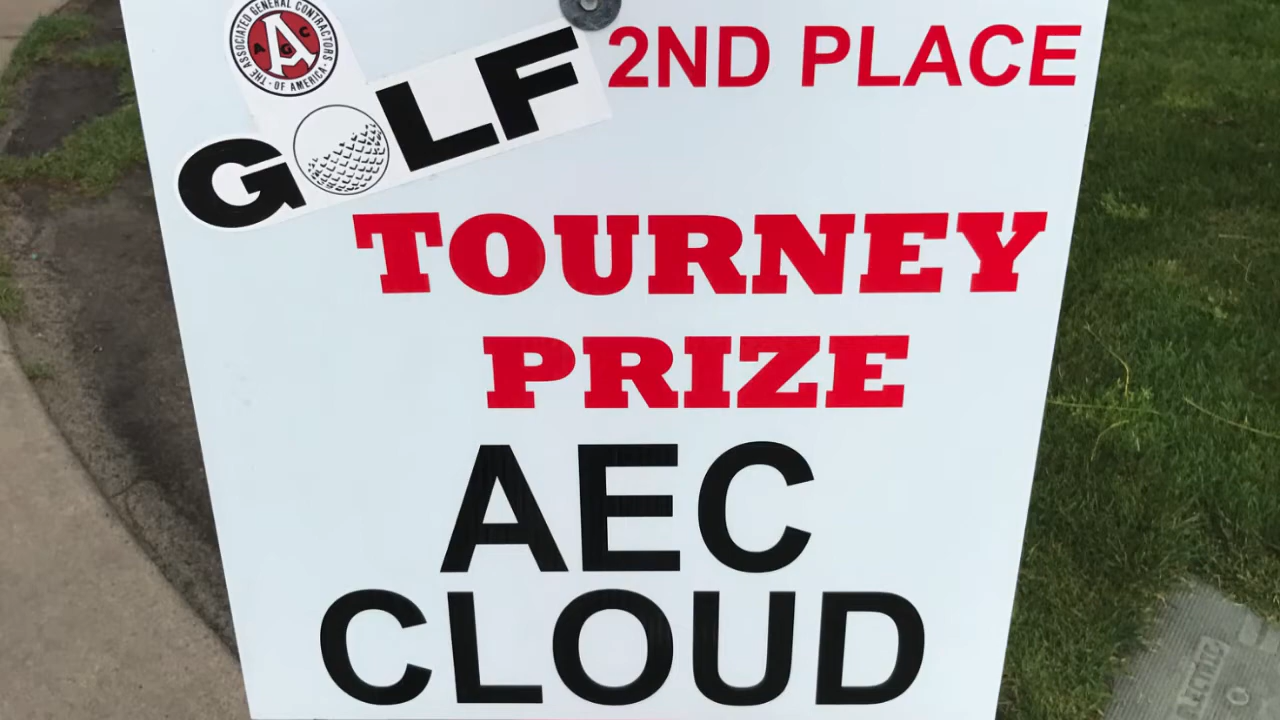 THE ASSOCIATED GENERAL CONTRACTORS
OF AMERICA
AGC
GOLF
2ND PLACE
TOURNEY
PRIZE
AEC
CLOUD